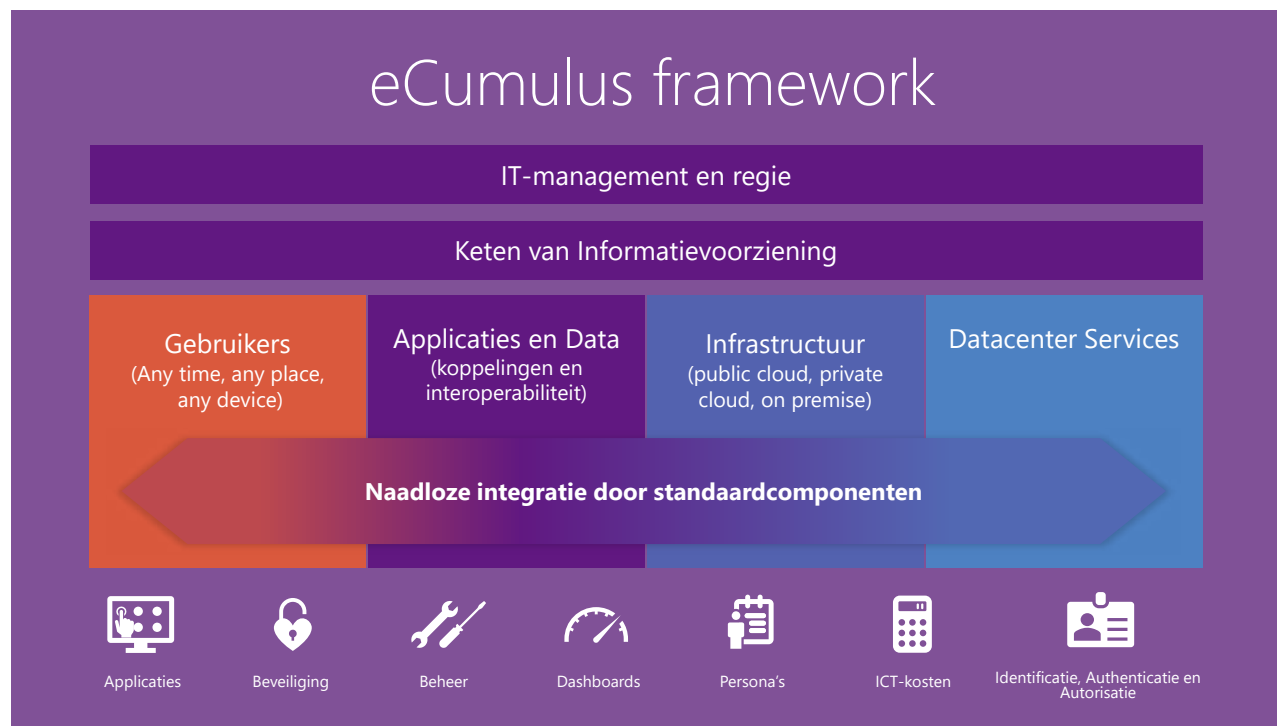 eCumulus framework
IT-management en regie
Keten van Informatievoorziening
Gebruikers
(Any time, any place,
any device)
Applicaties en Data
(koppelingen en
interoperabiliteit)
Infrastructuur
(public cloud, private
cloud, on premise)
Datacenter Services
Naadloze integratie door standaardcomponenten
Applicaties
Beveiliging
Beheer
Dashboards
Persona's
ICT-kosten
Identificatie, Authenticatie en
Autorisatie